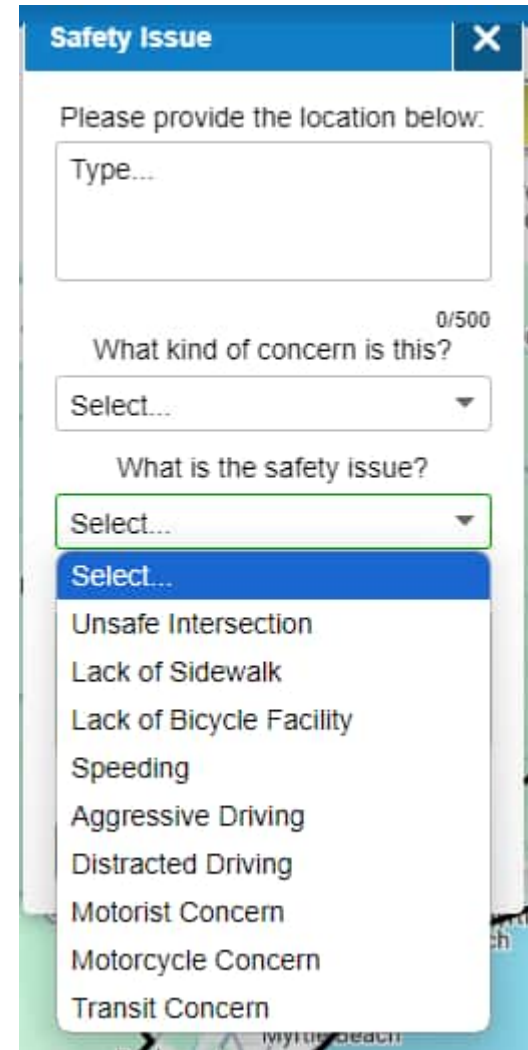 Safety Issue
Please provide the location below:
Type...
0/500
What kind of concern is this?
Select...
What is the safety issue?
Select...
Select...
Unsafe Intersection
Lack of Sidewalk
Lack of Bicycle Facility
Speeding
Aggressive Driving
Distracted Driving
Motorist Concern
Motorcycle Concern
Transit Concern
Myrtle Beach